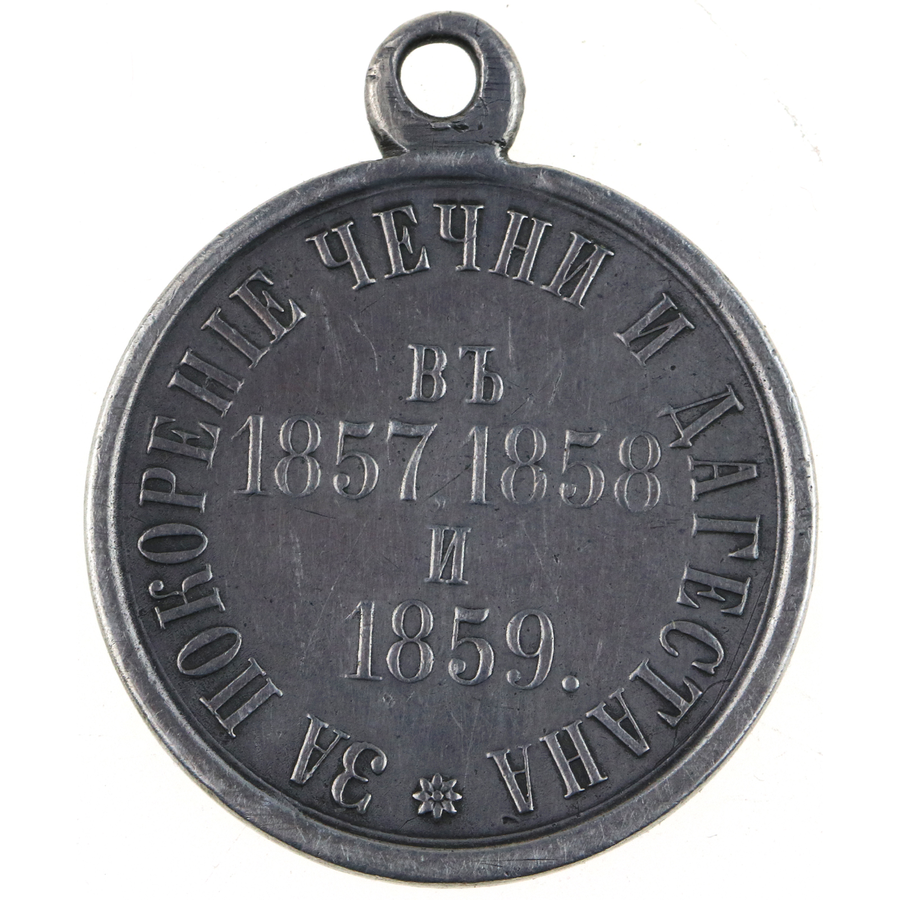 ЗА ПОКОРЕНІЕ ЧЕЧНИ И ДАГЕСТАНА
ВЪ
1857, 1858
И
1859.